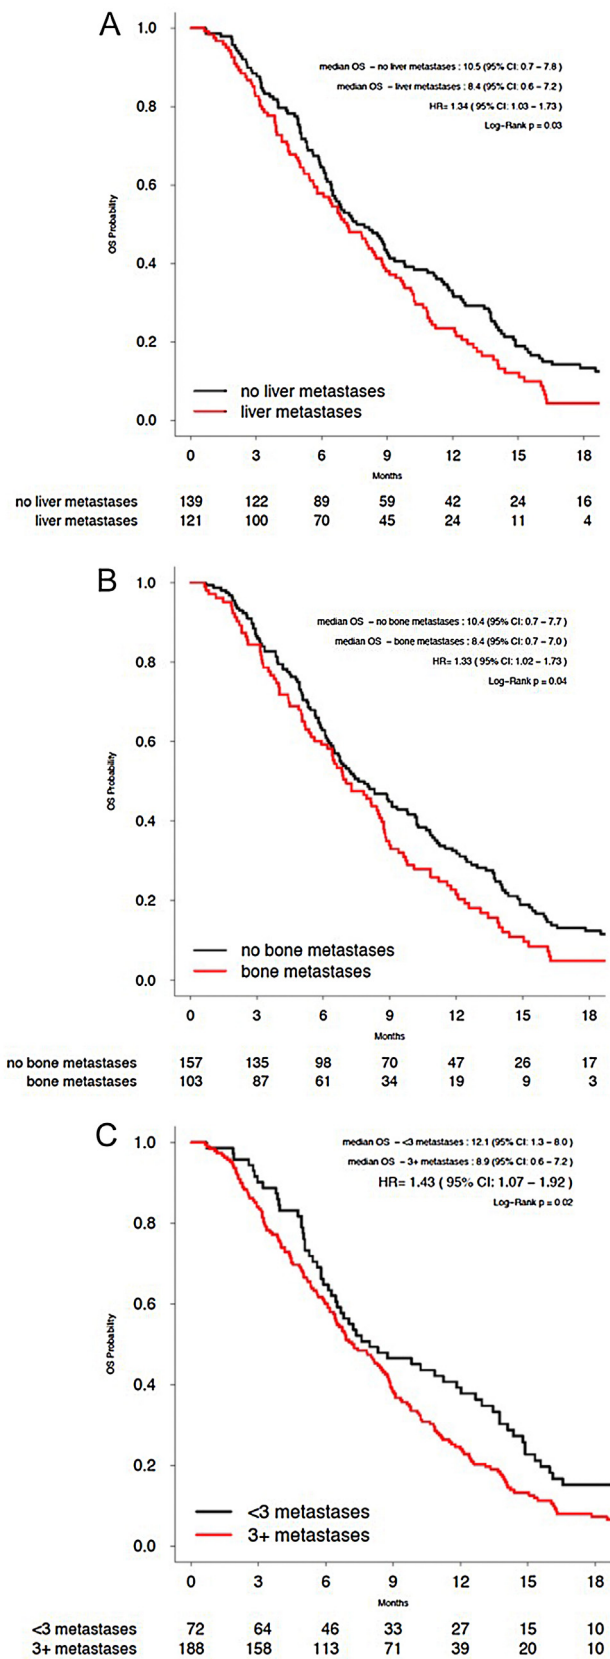 A
median OS - no liver metastases : 10.5 (95% CI: 0.7 - 7.8 )
median OS - liver metastases : 8.4 (95% CI: 0.6 - 7.2 )
HR= 1.34 ( 95% CI: 1.03 - 1.73 )
Log-Rank p = 0.03
OS Probability
1.0
0.8
0.6
0.4
0.2
0.0
no liver metastases
liver metastases
0 3 6 9 12 15 18
Months
no liver metastases 139 122 89 59 42 24 16
liver metastases 121 100 70 45 24 11 4
B
median OS - no bone metastases : 10.4 (95% CI: 0.7 - 7.7 )
median OS - bone metastases : 8.4 (95% CI: 0.7 - 7.0 )
HR= 1.33 ( 95% CI: 1.02 - 1.73 )
Log-Rank p = 0.04
OS Probability
1.0
0.8
0.6
0.4
0.2
0.0
no bone metastases
bone metastases
0 3 6 9 12 15 18
Months
no bone metastases 157 135 98 70 47 26 17
bone metastases 103 87 61 34 19 9 3
C
median OS - <3 metastases : 12.1 (95% CI: 1.3 - 8.0 )
median OS - 3+ metastases : 8.9 (95% CI: 0.6 - 7.2 )
HR= 1.43 ( 95% CI: 1.07 - 1.92 )
Log-Rank p = 0.02
OS Probability
1.0
0.8
0.6
0.4
0.2
0.0
<3 metastases
3+ metastases
0 3 6 9 12 15 18
Months
<3 metastases 72 64 46 33 27 15 10
3+ metastases 188 158 113 71 39 20 10